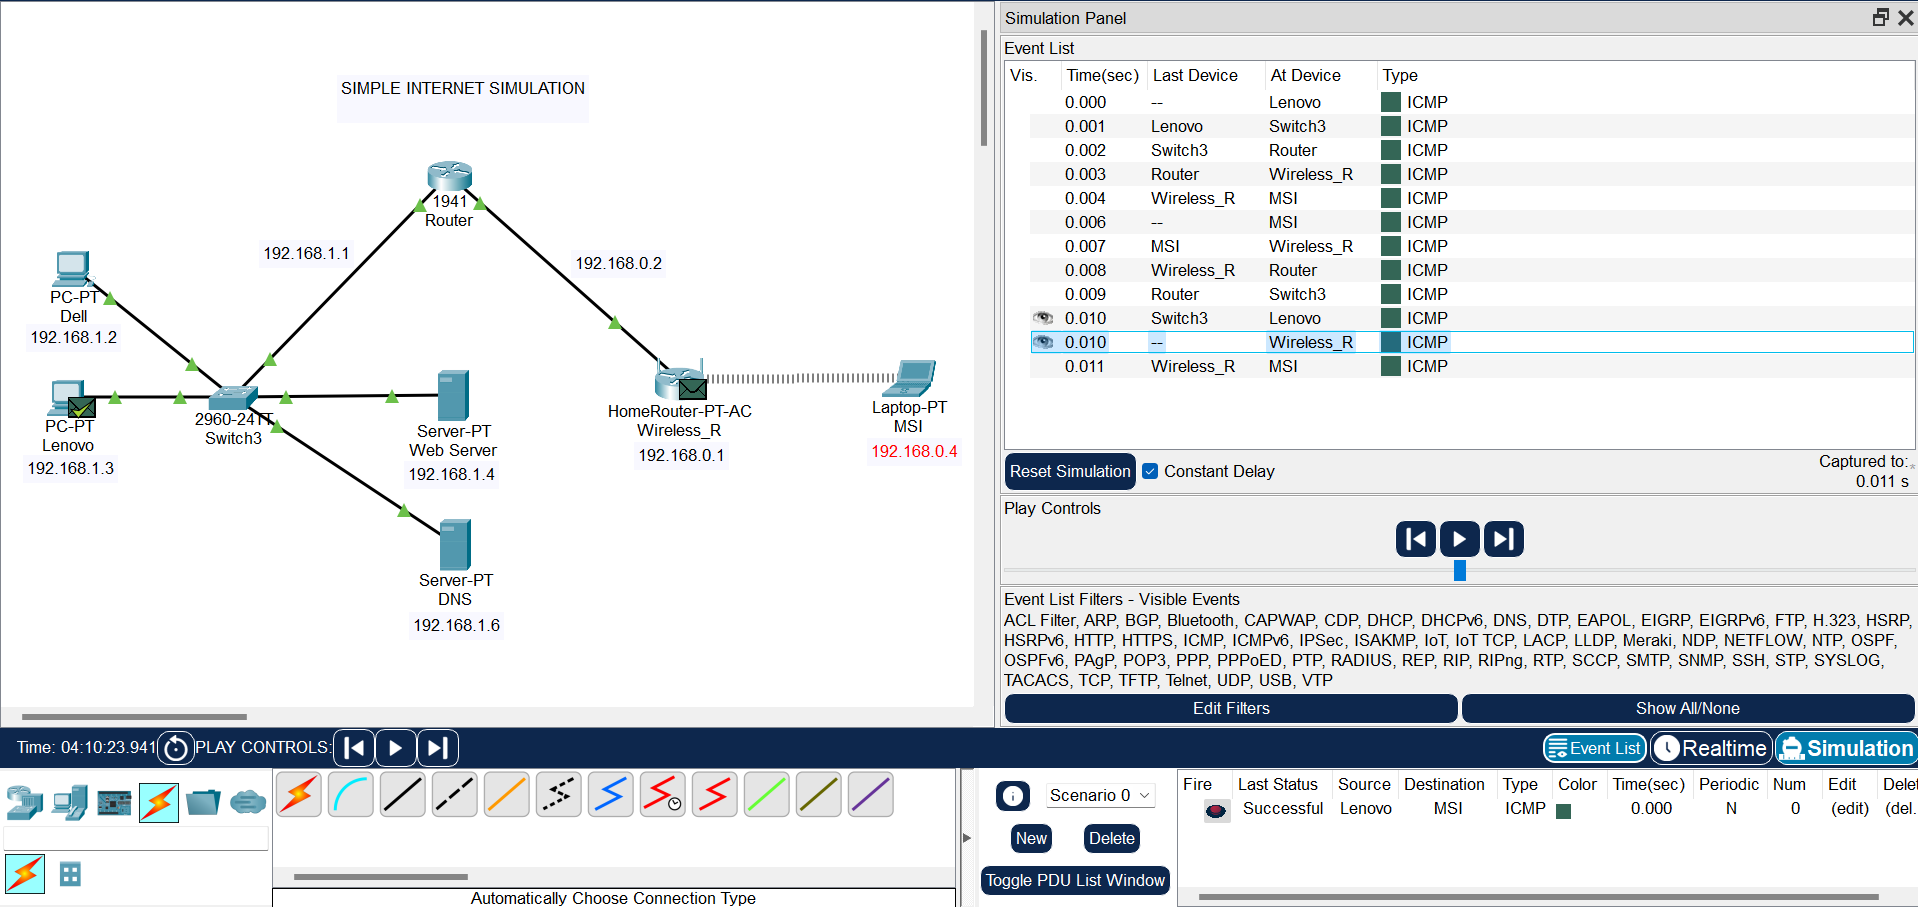 SIMPLE INTERNET SIMULATION
1941
Router
192.168.1.1
192.168.0.2
PC-PT
Dell
192.168.1.2
PC-PT
Lenovo
192.168.1.3
2960-24TT
Switch3
Server-PT
Web Server
192.168.1.4
Server-PT
DNS
192.168.1.6
HomeRouter-PT-AC
Wireless_R
192.168.0.1
Laptop-PT
MSI
192.168.0.4
Simulation Panel
Event List
Vis. Time(sec) Last Device At Device Type
0.000 -- Lenovo ICMP
0.001 Lenovo Switch3 ICMP
0.002 Switch3 Router ICMP
0.003 Router Wireless_R ICMP
0.004 Wireless_R MSI ICMP
0.006 -- MSI ICMP
0.007 MSI Wireless_R ICMP
0.008 Wireless_R Router ICMP
0.009 Router Switch3 ICMP
0.010 Switch3 Lenovo ICMP
0.010 -- Wireless_R ICMP
0.011 Wireless_R MSI ICMP
Reset Simulation Constant Delay
Captured to:
0.011 s
Play Controls
Event List Filters - Visible Events
ACL Filter, ARP, BGP, Bluetooth, CAPWAP, CDP, DHCP, DHCPv6, DNS, DTP, EAPOL, EIGRP, EIGRPv6, FTP, H.323, HSRP,
HSRPv6, HTTP, HTTPS, ICMP, ICMPv6, IPSec, ISAKMP, IoT, IoT TCP, LACP, LLDP, Meraki, NDP, NETFLOW, NTP, OSPF,
OSPFv6, PAgP, POP3, PPP, PPPoED, PTP, RADIUS, REP, RIP, RIPng, RTP, SCCP, SMTP, SNMP, SSH, STP, SYSLOG,
TACACS, TCP, TFTP, Telnet, UDP, USB, VTP
Edit Filters Show All/None
Time: 04:10:23.941 PLAY CONTROLS: Event List Realtime Simulation
Automatically Choose Connection Type
Scenario 0
New Delete
Toggle PDU List Window
Fire Last Status Source Destination Type Color Time(sec) Periodic Num Edit Delet
Successful Lenovo MSI ICMP 0.000 N 0 (edit) (del.